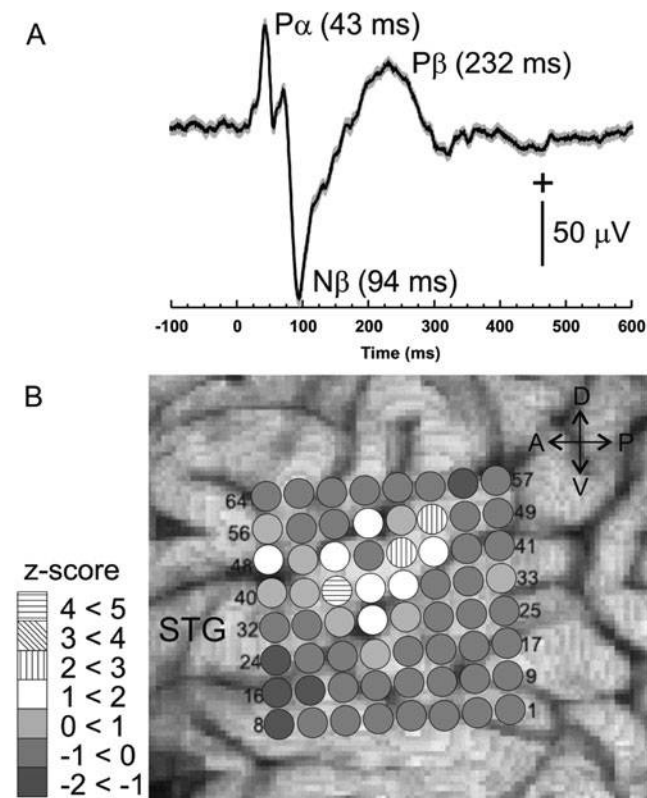 A
Pα (43 ms)
Pβ (232 ms)
+
50 μV
Nβ (94 ms)
-100 0 100 200 300 400 500 600
Time (ms)
B
D
A P
V
64 57
56 49
48 41
40 33
32 25
24 17
16 9
8 1
STG
z-score
4 < 5
3 < 4
2 < 3
1 < 2
0 < 1
-1 < 0
-2 < -1